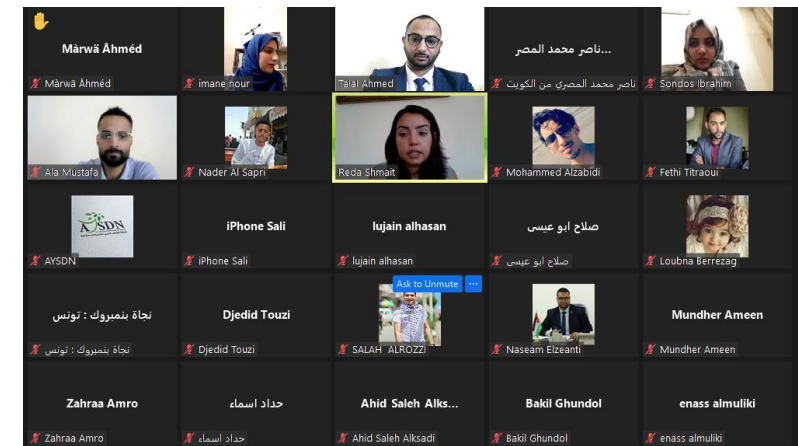 Màrwä Åhméd
Màrwä Åhméd
imane nour
Talal Ahmed
ناصر محمد المصر...
ناصر محمد المصري من الكويت
Sondos Ibrahim
Ala Mustafa
Nader Al Sapri
Reda Shmait
Mohammed Alzabidi
Fethi Titraoui
AYSDN
AYSDN
iPhone Sali
iPhone Sali
lujain alhasan
lujain alhasan
صلاح ابو عيسى
صلاح ابو عيسى
Loubna Berrezag
نجاة بنمبروك : تونس
نجاة بنمبروك : تونس
Djedid Touzi
Djedid Touzi
Ask to Unmute ...
SALAH ALROZZI
Naseam Elzeanti
Mundher Ameen
Mundher Ameen
Zahraa Amro
Zahraa Amro
حداد اسماء
حداد اسماء
Ahid Saleh Alks...
Ahid Saleh Alksadi
Bakil Ghundol
Bakil Ghundol
enass almuliki
enass almuliki